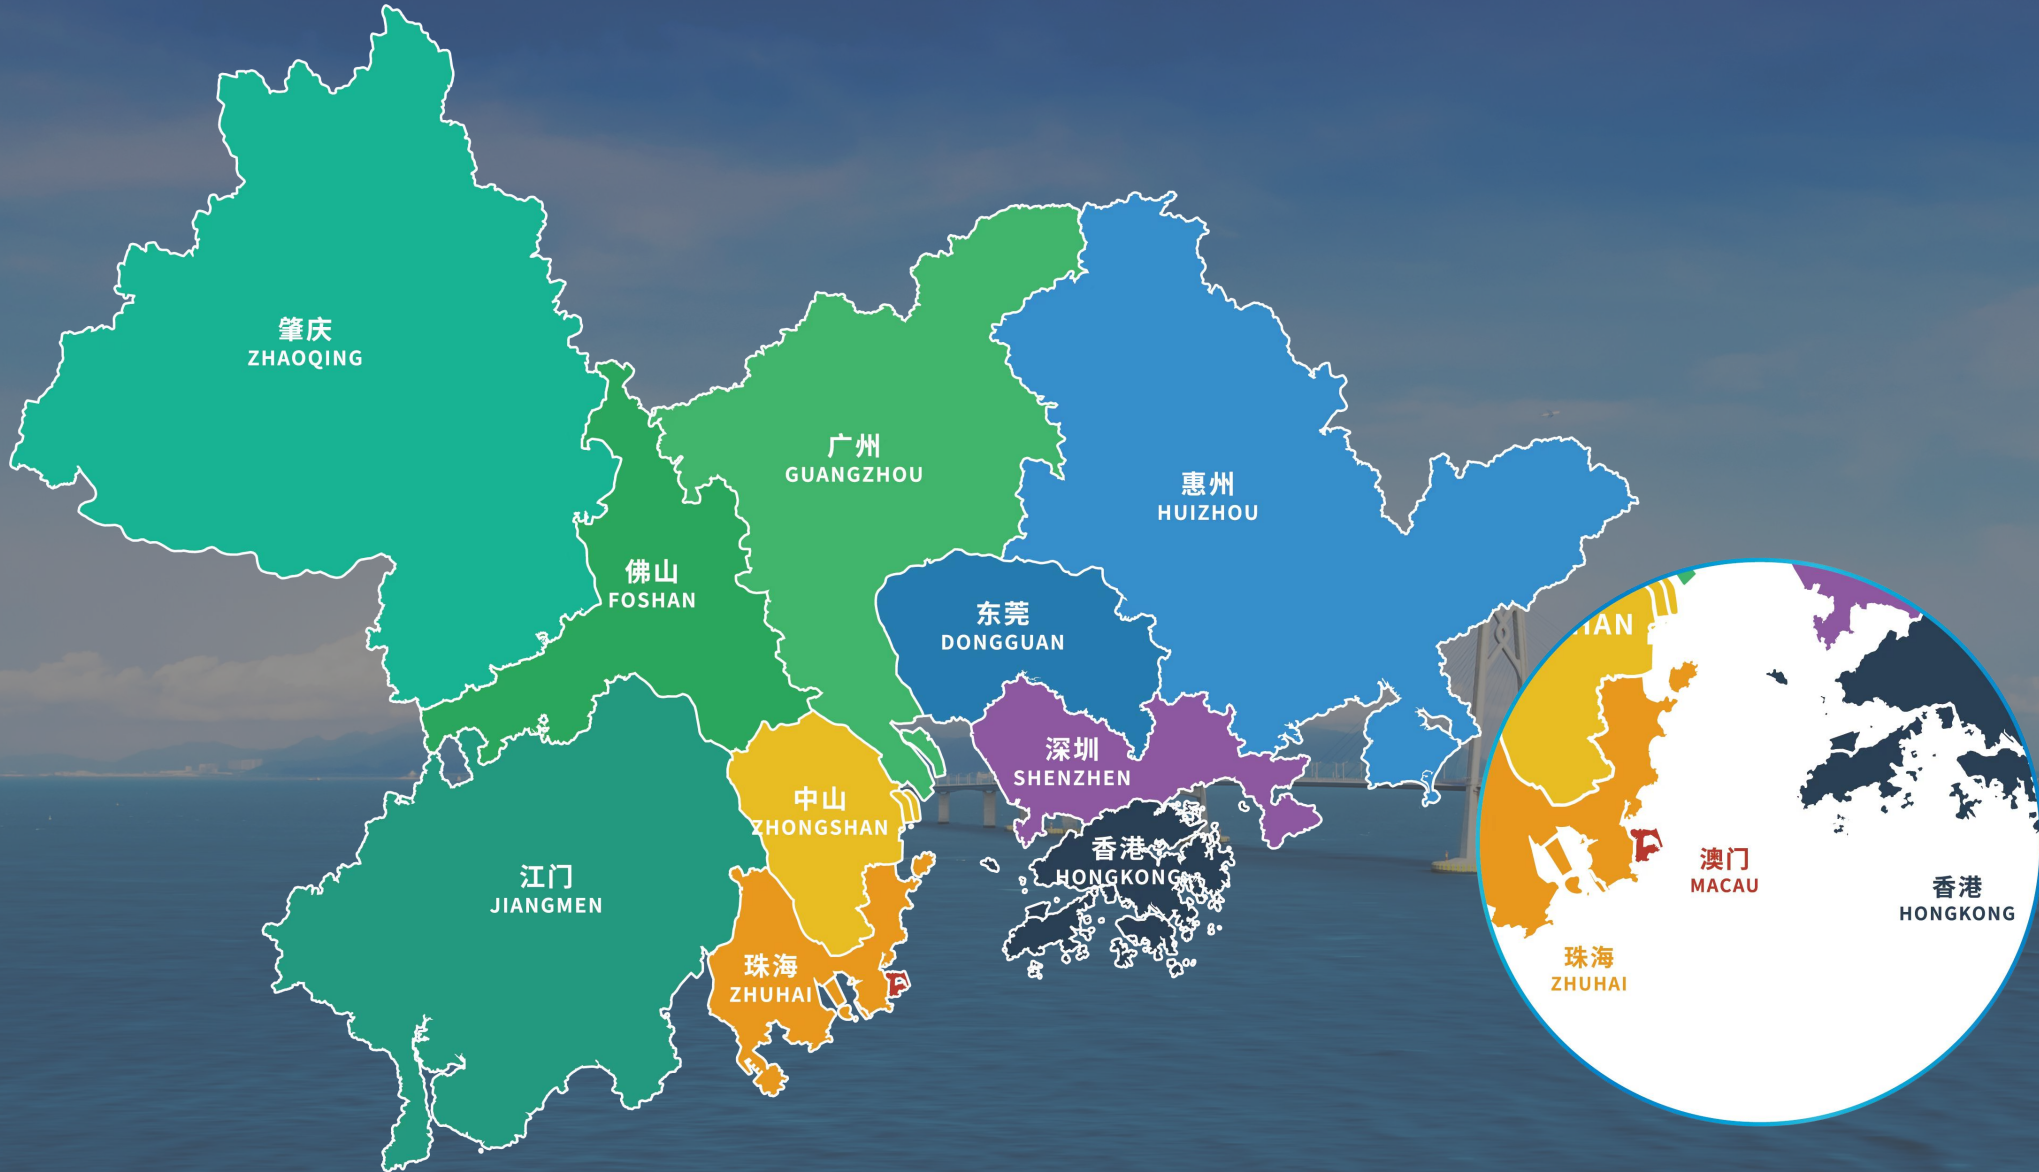 肇庆
ZHAOQING
广州
GUANGZHOU
惠州
HUIZHOU
佛山
FOSHAN
东莞
DONGGUAN
深圳
SHENZHEN
中山
ZHONGSHAN
香港
HONGKONG
江门
JIANGMEN
珠海
ZHUHAI
HAN
澳门
MACAU
香港
HONGKONG
珠海
ZHUHAI